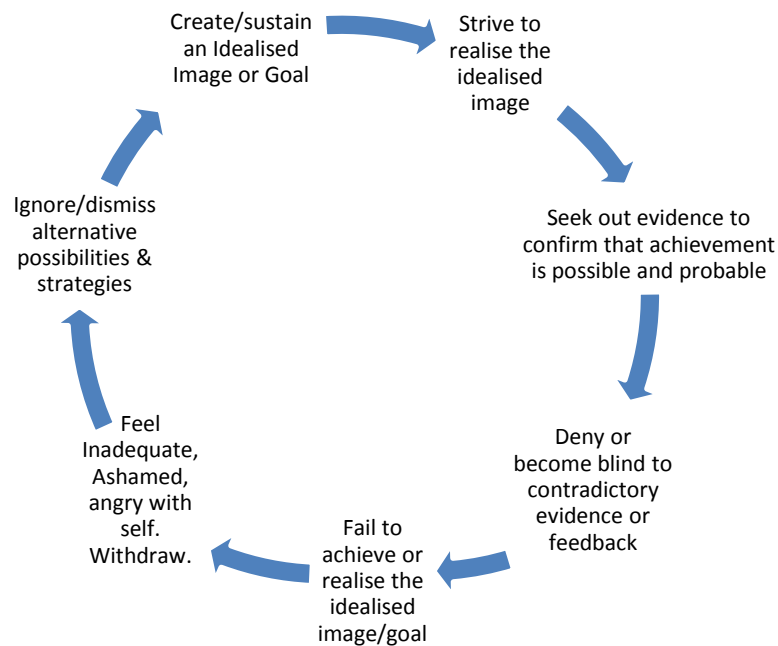 Create/sustain
an Idealised
Image or Goal
Strive to
realise the
idealised
image
Seek out evidence to
confirm that achievement
is possible and probable
Deny or
become blind to
contradictory
evidence or
feedback
Fail to
achieve or
realise the
idealised
image/goal
Feel
Inadequate,
Ashamed,
angry with
self.
Withdraw.
Ignore/dismiss
alternative
possibilities &
strategies